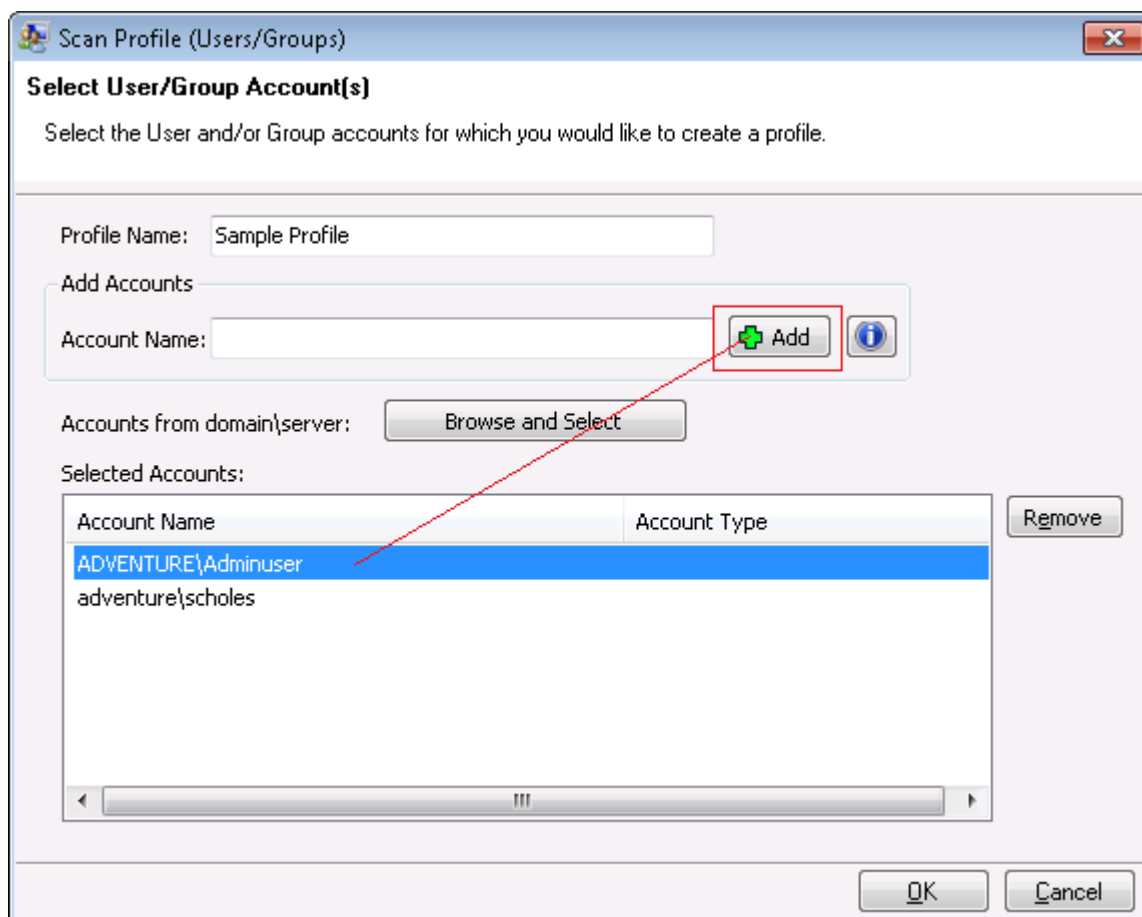 Scan Profile (Users/Groups)
Select User/Group Account(s)
Select the User and/or Group accounts for which you would like to create a profile.
Profile Name: Sample Profile
Add Accounts
Account Name: Add
Accounts from domain\server: Browse and Select
Selected Accounts:
Account Name Account Type Remove
ADVENTURE\Adminuser
adventure\scholes
OK Cancel